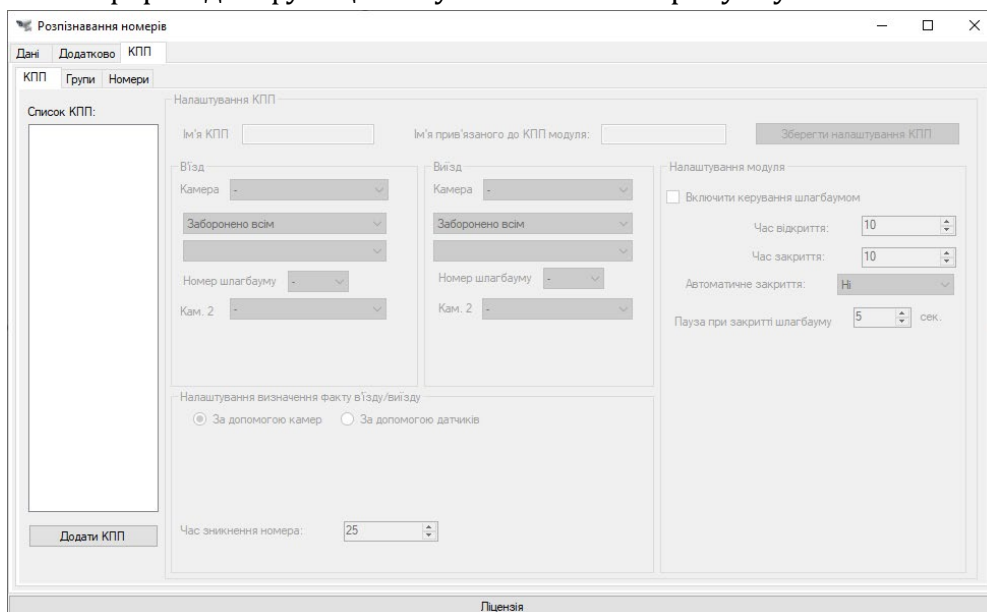 Розпізнавання номерів
Дані Додатково КПП
КПП Групи Номери
Список КПП:
Налаштування КПП
Ім'я КПП Ім'я прив'язаного до КПП модуля: Зберегти налаштування КПП
В'їзд Виїзд Налаштування модуля
Камера - Камера - Включити керування шлагбаумом
Заборонено всім Заборонено всім Час відкриття: 10
Час закриття: 10
Номер шлагбауму - Номер шлагбауму - Автоматичне закриття: Ні
Кам. 2 - Кам. 2 - Пауза при закритті шлагбауму 5 сек.
Налаштування визначення факту в'їзду/виїзду
За допомогою камер За допомогою датчиків
Час зникнення номера: 25
Додати КПП
Ліцензія